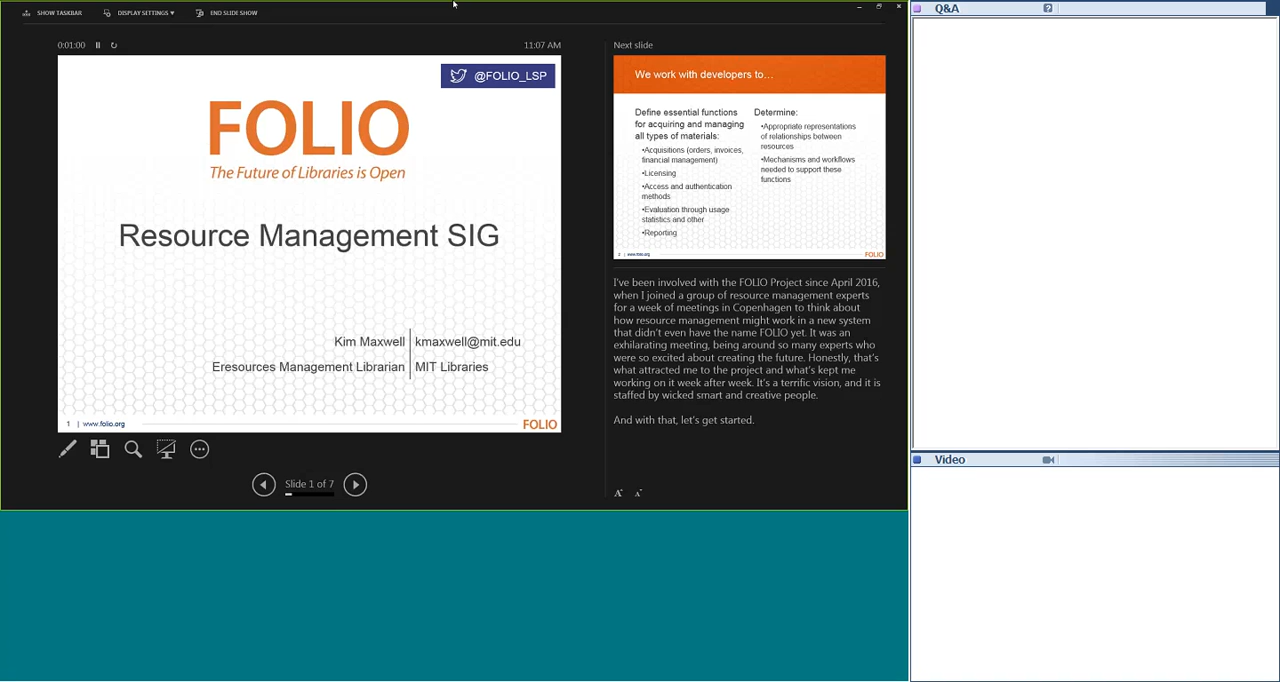 SHOW TASKBAR
DISPLAY SETTINGS ▾
END SLIDE SHOW
0:01:00
11:07 AM
@FOLIO_LSP
FOLIO
The Future of Libraries is Open
Resource Management SIG
Kim Maxwell
kmaxwell@mit.edu
Eresources Management Librarian
MIT Libraries
1 | www.folio.org
FOLIO
Slide 1 of 7
Next slide
We work with developers to…
Define essential functions
for acquiring and managing
all types of materials:
•Acquisitions (orders, invoices,
financial management)
•Licensing
•Access and authentication
methods
•Evaluation through usage
statistics and other
•Reporting
Determine:
•Appropriate representations
of relationships between
resources
•Mechanisms and workflows
needed to support these
functions
2 | www.folio.org
FOLIO
I've been involved with the FOLIO Project since April 2016,
when I joined a group of resource management experts
for a week of meetings in Copenhagen to think about
how resource management might work in a new system
that didn't even have the name FOLIO yet. It was an
exhilarating meeting, being around so many experts who
were so excited about creating the future. Honestly, that's
what attracted me to the project and what's kept me
working on it week after week. It's a terrific vision, and it is
staffed by wicked smart and creative people.
And with that, let's get started.
A A
Q&A
?
Video